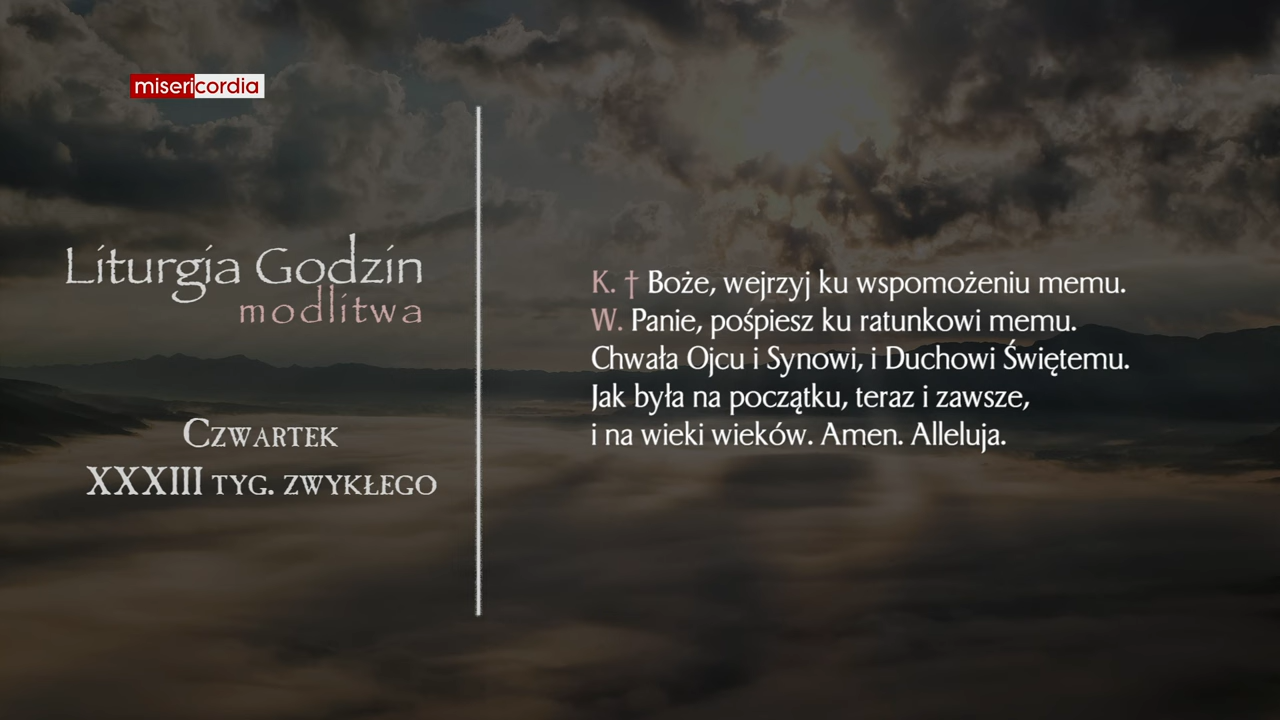 misericordia
Liturgia Godzin
modlitwa
Czwartek
XXXIII tyg. zwykłego
K. † Boże, wejrzyj ku wspomożeniu memu.
W. Panie, pośpiesz ku ratunkowi memu.
Chwała Ojcu i Synowi, i Duchowi Świętemu.
Jak była na początku, teraz i zawsze,
i na wieki wieków. Amen. Alleluja.